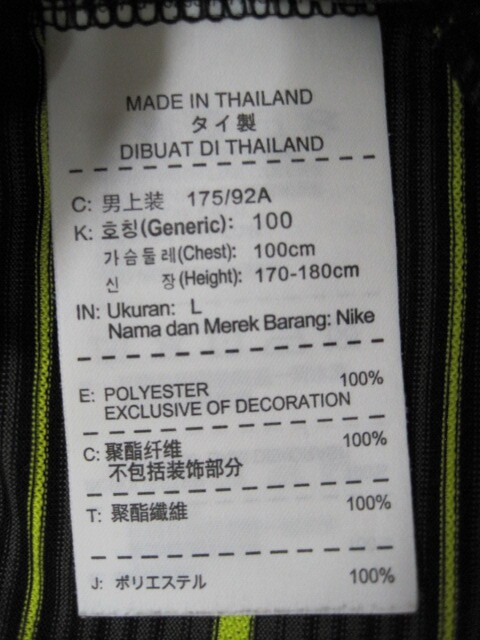 MADE IN THAILAND
タイ製
DIBUAT DI THAILAND
C: 男上装 175/92A
K: 호칭(Generic): 100
가슴둘레(Chest): 100cm
신 장(Height): 170-180cm
IN: Ukuran: L
Nama dan Merek Barang: Nike
E: POLYESTER 100%
EXCLUSIVE OF DECORATION
C: 聚酯纤维 100%
不包括装饰部分
T: 聚酯纖維 100%
J: ポリエステル 100%